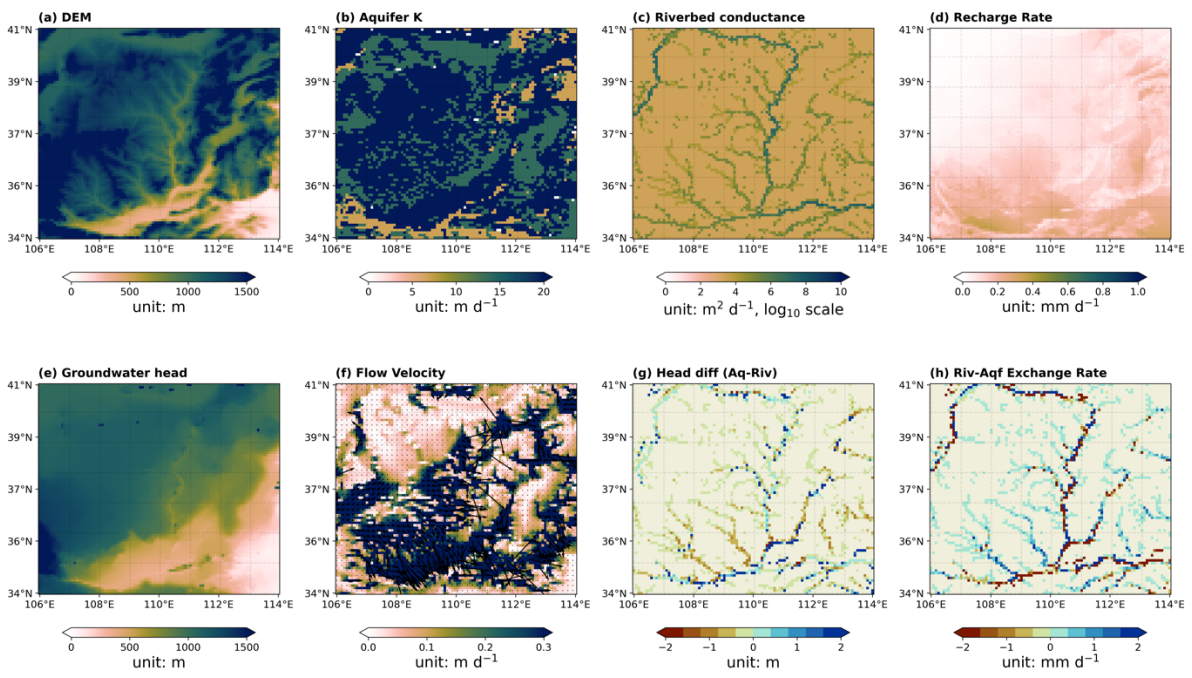 (a) DEM
(b) Aquifer K
(c) Riverbed conductance
(d) Recharge Rate
41°N 41°N 41°N 41°N
39°N 39°N 39°N 39°N
37°N 37°N 37°N 37°N
36°N 36°N 36°N 36°N
34°N 34°N 34°N 34°N
106°E 108°E 110°E 112°E 114°E 106°E 108°E 110°E 112°E 114°E 106°E 108°E 110°E 112°E 114°E 106°E 108°E 110°E 112°E 114°E
0 500 1000 1500
unit: m
0 5 10 15 20
unit: m d⁻¹
0 2 4 6 8 10
unit: m² d⁻¹, log₁₀ scale
0.0 0.2 0.4 0.6 0.8 1.0
unit: mm d⁻¹
(e) Groundwater head
(f) Flow Velocity
(g) Head diff (Aq-Riv)
(h) Riv-Aqf Exchange Rate
41°N 41°N 41°N 41°N
39°N 39°N 39°N 39°N
37°N 37°N 37°N 37°N
36°N 36°N 36°N 36°N
34°N 34°N 34°N 34°N
106°E 108°E 110°E 112°E 114°E 106°E 108°E 110°E 112°E 114°E 106°E 108°E 110°E 112°E 114°E 106°E 108°E 110°E 112°E 114°E
0 500 1000 1500
unit: m
0.0 0.1 0.2 0.3
unit: m d⁻¹
−2 −1 0 1 2
unit: m
−2 −1 0 1 2
unit: mm d⁻¹